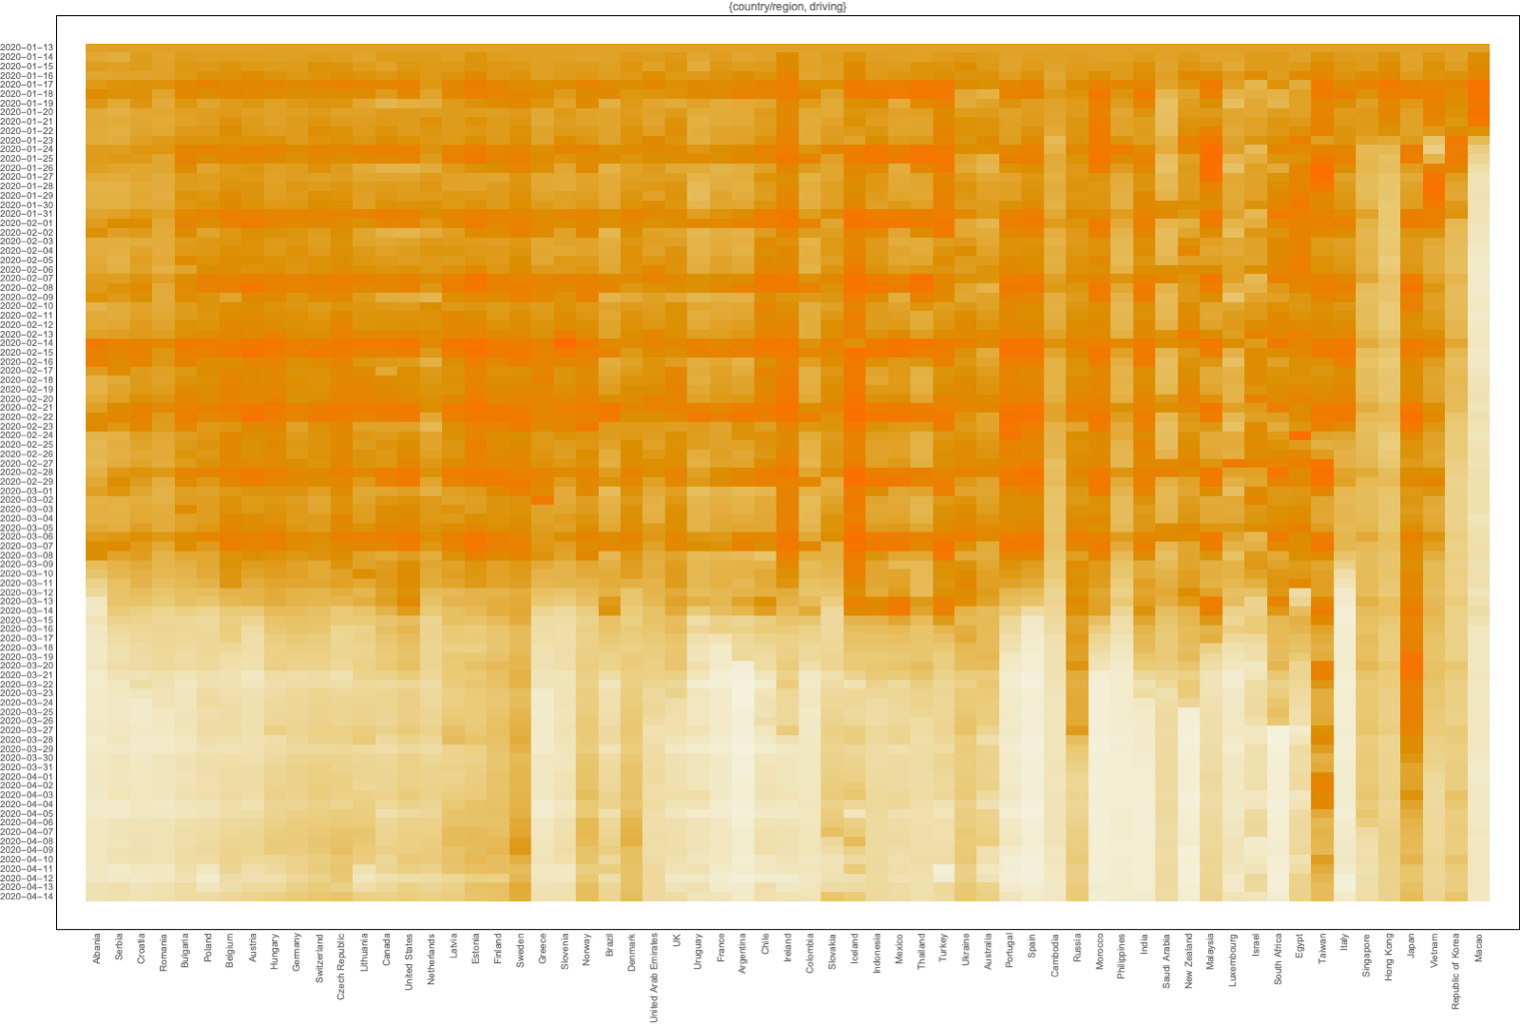 {country/region, driving}
2020-01-13
2020-01-14
2020-01-15
2020-01-16
2020-01-17
2020-01-18
2020-01-19
2020-01-20
2020-01-21
2020-01-22
2020-01-23
2020-01-24
2020-01-25
2020-01-26
2020-01-27
2020-01-28
2020-01-29
2020-01-30
2020-01-31
2020-02-01
2020-02-02
2020-02-03
2020-02-04
2020-02-05
2020-02-06
2020-02-07
2020-02-08
2020-02-09
2020-02-10
2020-02-11
2020-02-12
2020-02-13
2020-02-14
2020-02-15
2020-02-16
2020-02-17
2020-02-18
2020-02-19
2020-02-20
2020-02-21
2020-02-22
2020-02-23
2020-02-24
2020-02-25
2020-02-26
2020-02-27
2020-02-28
2020-02-29
2020-03-01
2020-03-02
2020-03-03
2020-03-04
2020-03-05
2020-03-06
2020-03-07
2020-03-08
2020-03-09
2020-03-10
2020-03-11
2020-03-12
2020-03-13
2020-03-14
2020-03-15
2020-03-16
2020-03-17
2020-03-18
2020-03-19
2020-03-20
2020-03-21
2020-03-22
2020-03-23
2020-03-24
2020-03-25
2020-03-26
2020-03-27
2020-03-28
2020-03-29
2020-03-30
2020-03-31
2020-04-01
2020-04-02
2020-04-03
2020-04-04
2020-04-05
2020-04-06
2020-04-07
2020-04-08
2020-04-09
2020-04-10
2020-04-11
2020-04-12
2020-04-13
2020-04-14
Albania
Serbia
Croatia
Romania
Bulgaria
Poland
Belgium
Austria
Hungary
Germany
Switzerland
Czech Republic
Lithuania
Canada
United States
Netherlands
Latvia
Estonia
Finland
Sweden
Greece
Slovenia
Norway
Brazil
Denmark
United Arab Emirates
UK
Uruguay
France
Argentina
Chile
Ireland
Colombia
Slovakia
Iceland
Indonesia
Mexico
Thailand
Turkey
Ukraine
Australia
Portugal
Spain
Cambodia
Russia
Morocco
Philippines
India
Saudi Arabia
New Zealand
Malaysia
Luxembourg
Israel
South Africa
Egypt
Taiwan
Italy
Singapore
Hong Kong
Japan
Vietnam
Republic of Korea
Macao